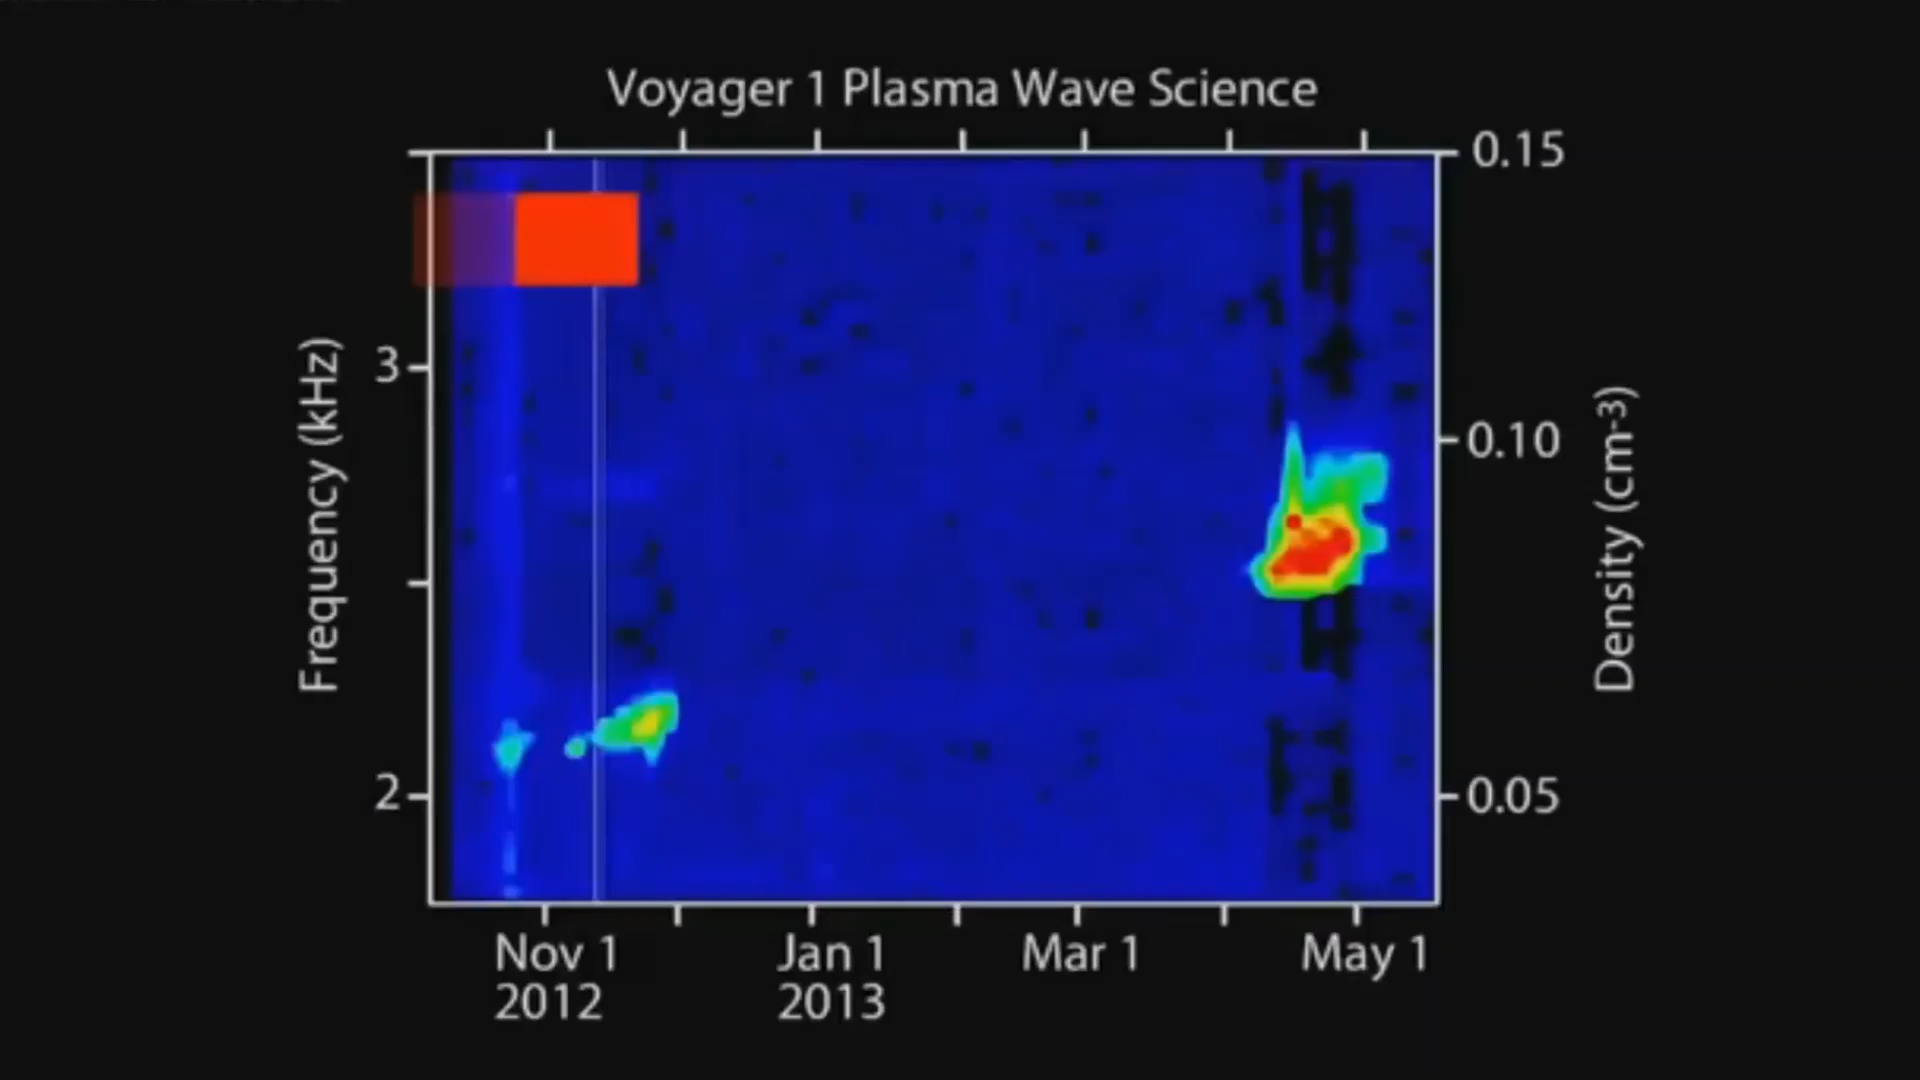 Voyager 1 Plasma Wave Science
0.15
3
0.10
2
0.05
Frequency (kHz)
Density (cm-3)
Nov 1
2012
Jan 1
2013
Mar 1
May 1